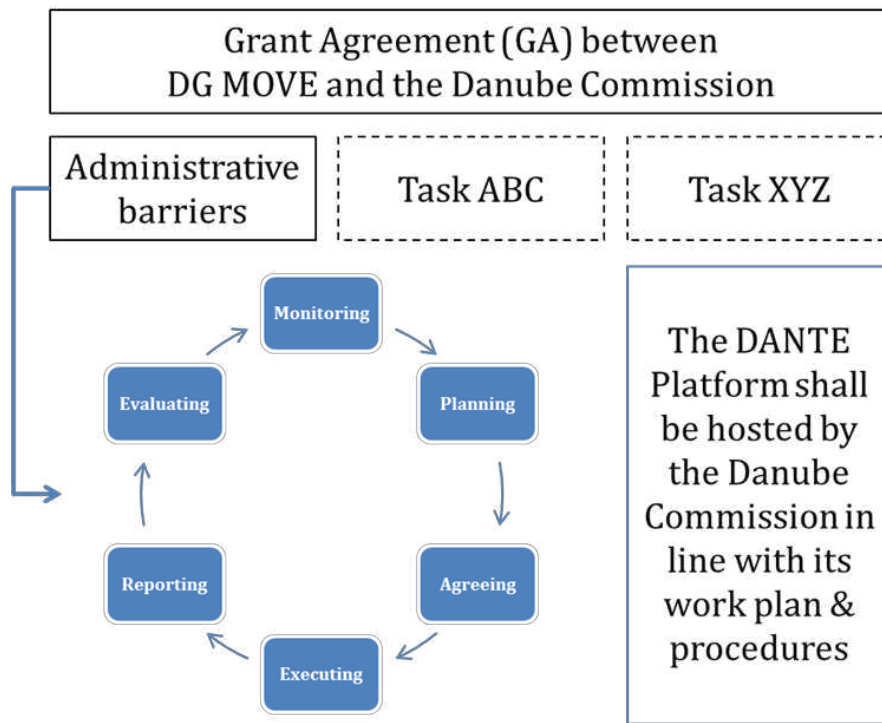 Grant Agreement (GA) between
DG MOVE and the Danube Commission
Administrative
barriers
Task ABC
Task XYZ
Monitoring
Planning
Agreeing
Executing
Reporting
Evaluating
The DANTE
Platform shall
be hosted by
the Danube
Commission in
line with its
work plan &
procedures